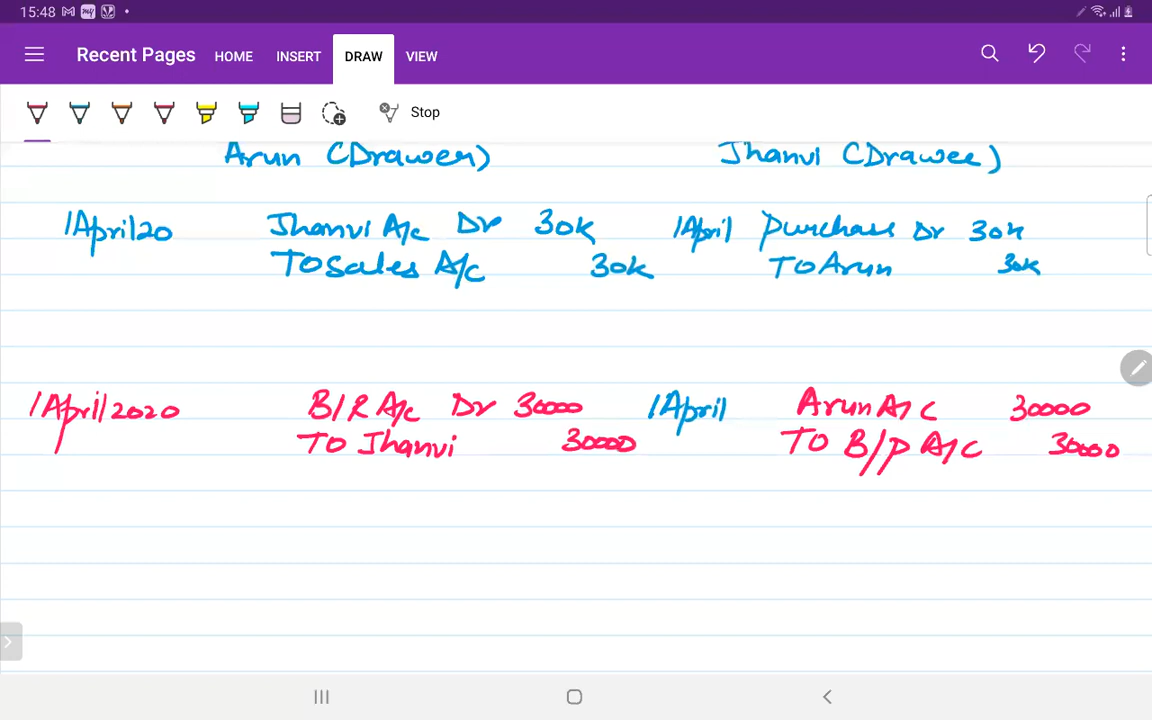 15:48
Recent Pages HOME INSERT DRAW VIEW
Stop
Arun (Drawer) Jhanvi (Drawee)
1April20 Jhanvi A/c Dr 30k 1April purchase Dr 30k
To Sales A/c 30k To Arun 30k
1April2020 B/R A/c Dr 30000 1April Arun A/c 30000
To Jhanvi 30000 To B/P A/c 30000